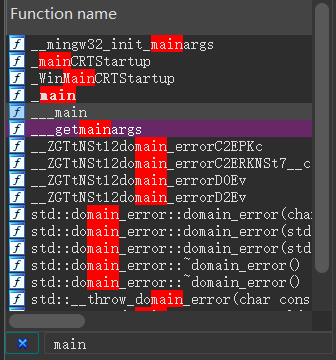 Function name
__mingw32_init_mainargs
_mainCRTStartup
_WinMainCRTStartup
_main
___main
___getmainargs
__ZGTtNSt12domain_errorC2EPKc
__ZGTtNSt12domain_errorC2ERKNSt7__c
__ZGTtNSt12domain_errorD0Ev
__ZGTtNSt12domain_errorD2Ev
std::domain_error::domain_error(char
std::domain_error::domain_error(std
std::domain_error::domain_error(std
std::domain_error::~domain_error()
std::domain_error::~domain_error()
std::__throw_domain_error(char cons
main